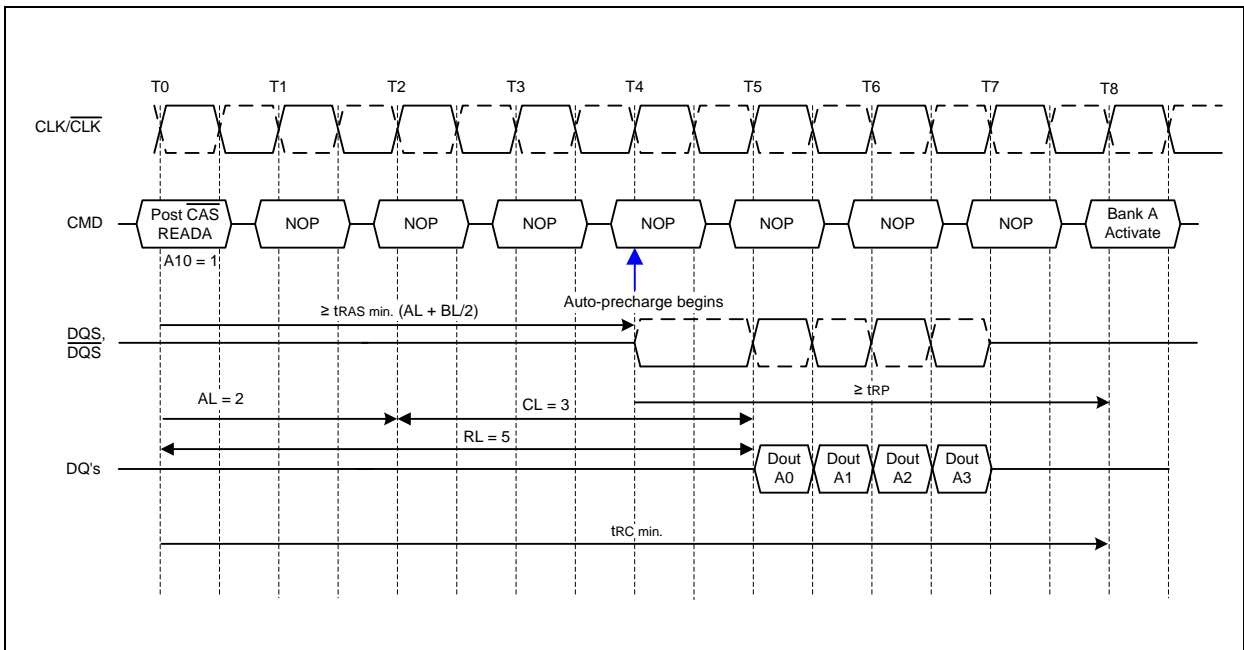 T0 T1 T2 T3 T4 T5 T6 T7 T8
CLK/CLK
CMD
Post CAS
READA
NOP NOP NOP NOP NOP NOP NOP
Bank A
Activate
A10 = 1
Auto-precharge begins
≥ tRAS min. (AL + BL/2)
DQS,
DQS
≥ tRP
AL = 2
CL = 3
RL = 5
DQ's
Dout Dout Dout Dout
A0 A1 A2 A3
tRC min.